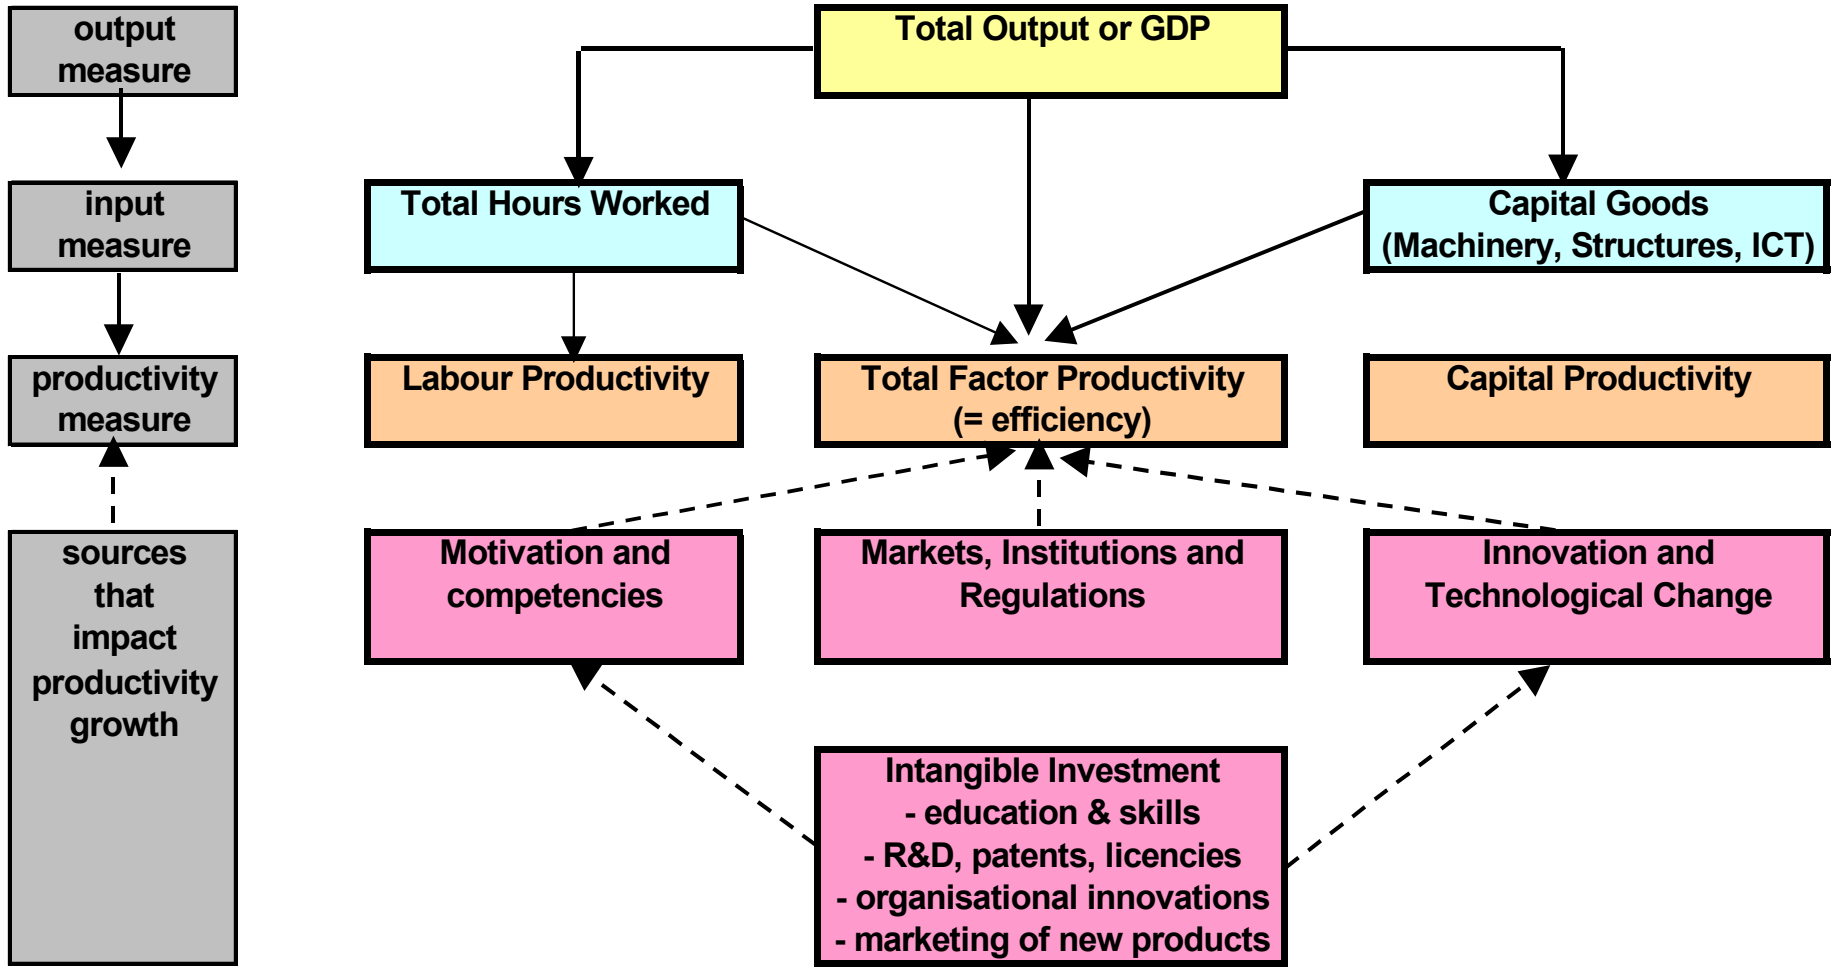 output
measure
Total Output or GDP
input
measure
Total Hours Worked
Capital Goods
(Machinery, Structures, ICT)
productivity
measure
Labour Productivity
Total Factor Productivity
(= efficiency)
Capital Productivity
sources
that
impact
productivity
growth
Motivation and
competencies
Markets, Institutions and
Regulations
Innovation and
Technological Change
Intangible Investment
- education & skills
- R&D, patents, licencies
- organisational innovations
- marketing of new products